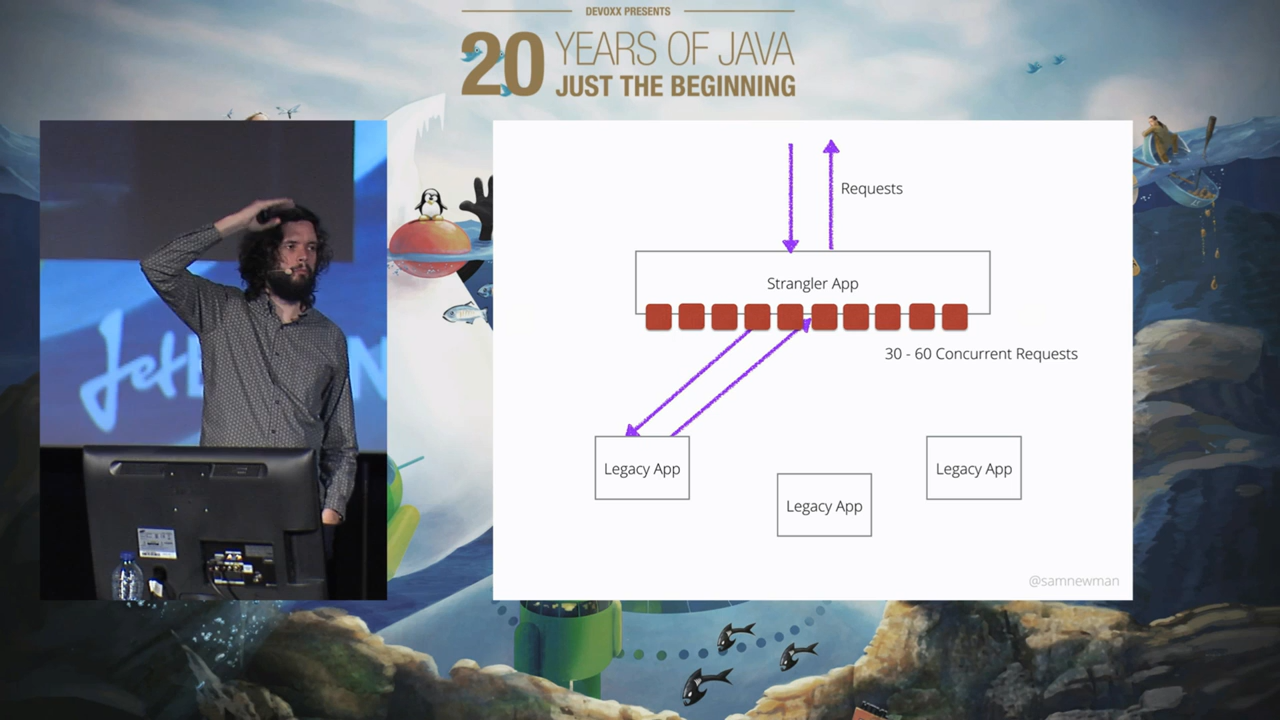 DEVOXX PRESENTS
20 YEARS OF JAVA
JUST THE BEGINNING
Requests
Strangler App
30 - 60 Concurrent Requests
Legacy App
Legacy App
Legacy App
@samnewman